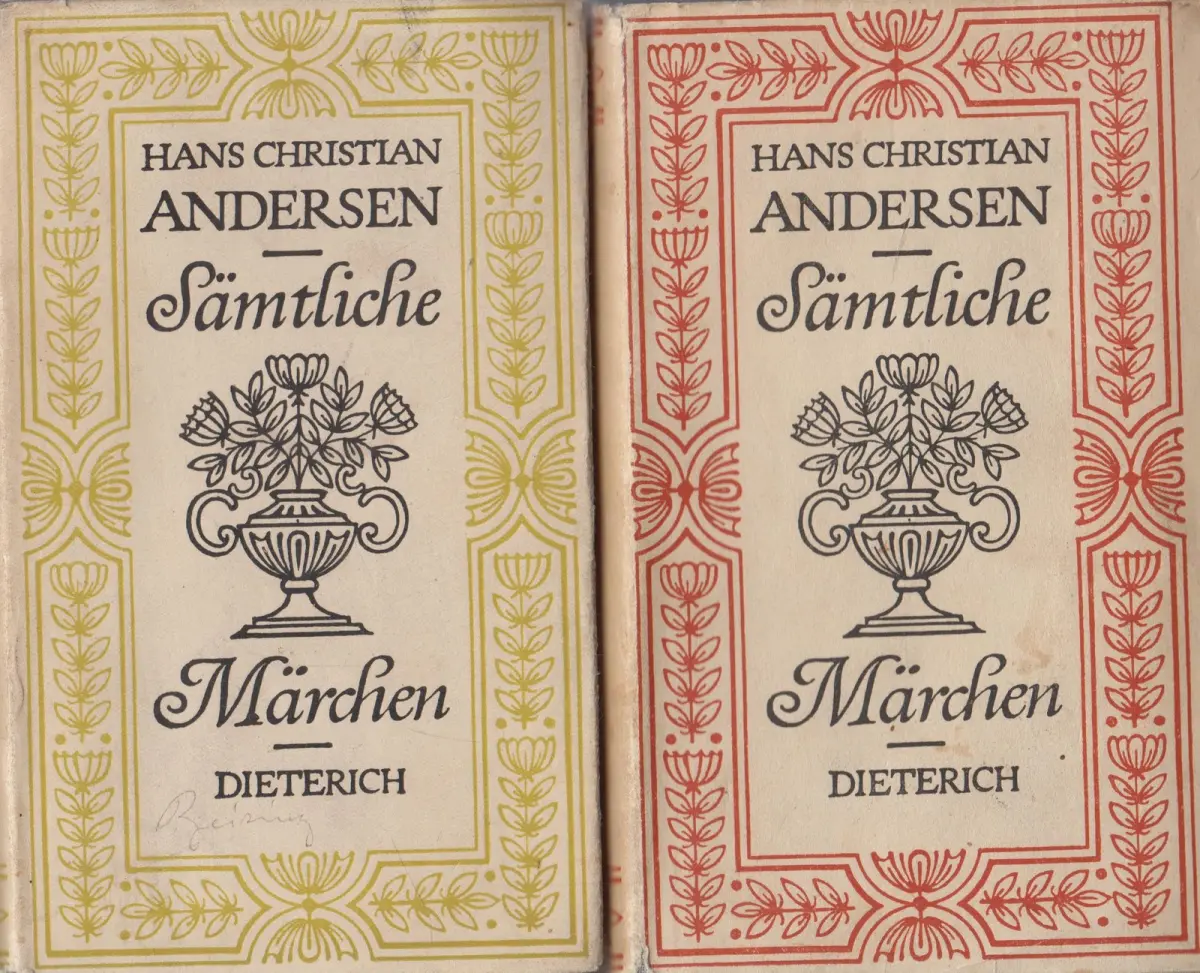 HANS CHRISTIAN
ANDERSEN
Sämtliche
Märchen
DIETERICH
HANS CHRISTIAN
ANDERSEN
Sämtliche
Märchen
DIETERICH